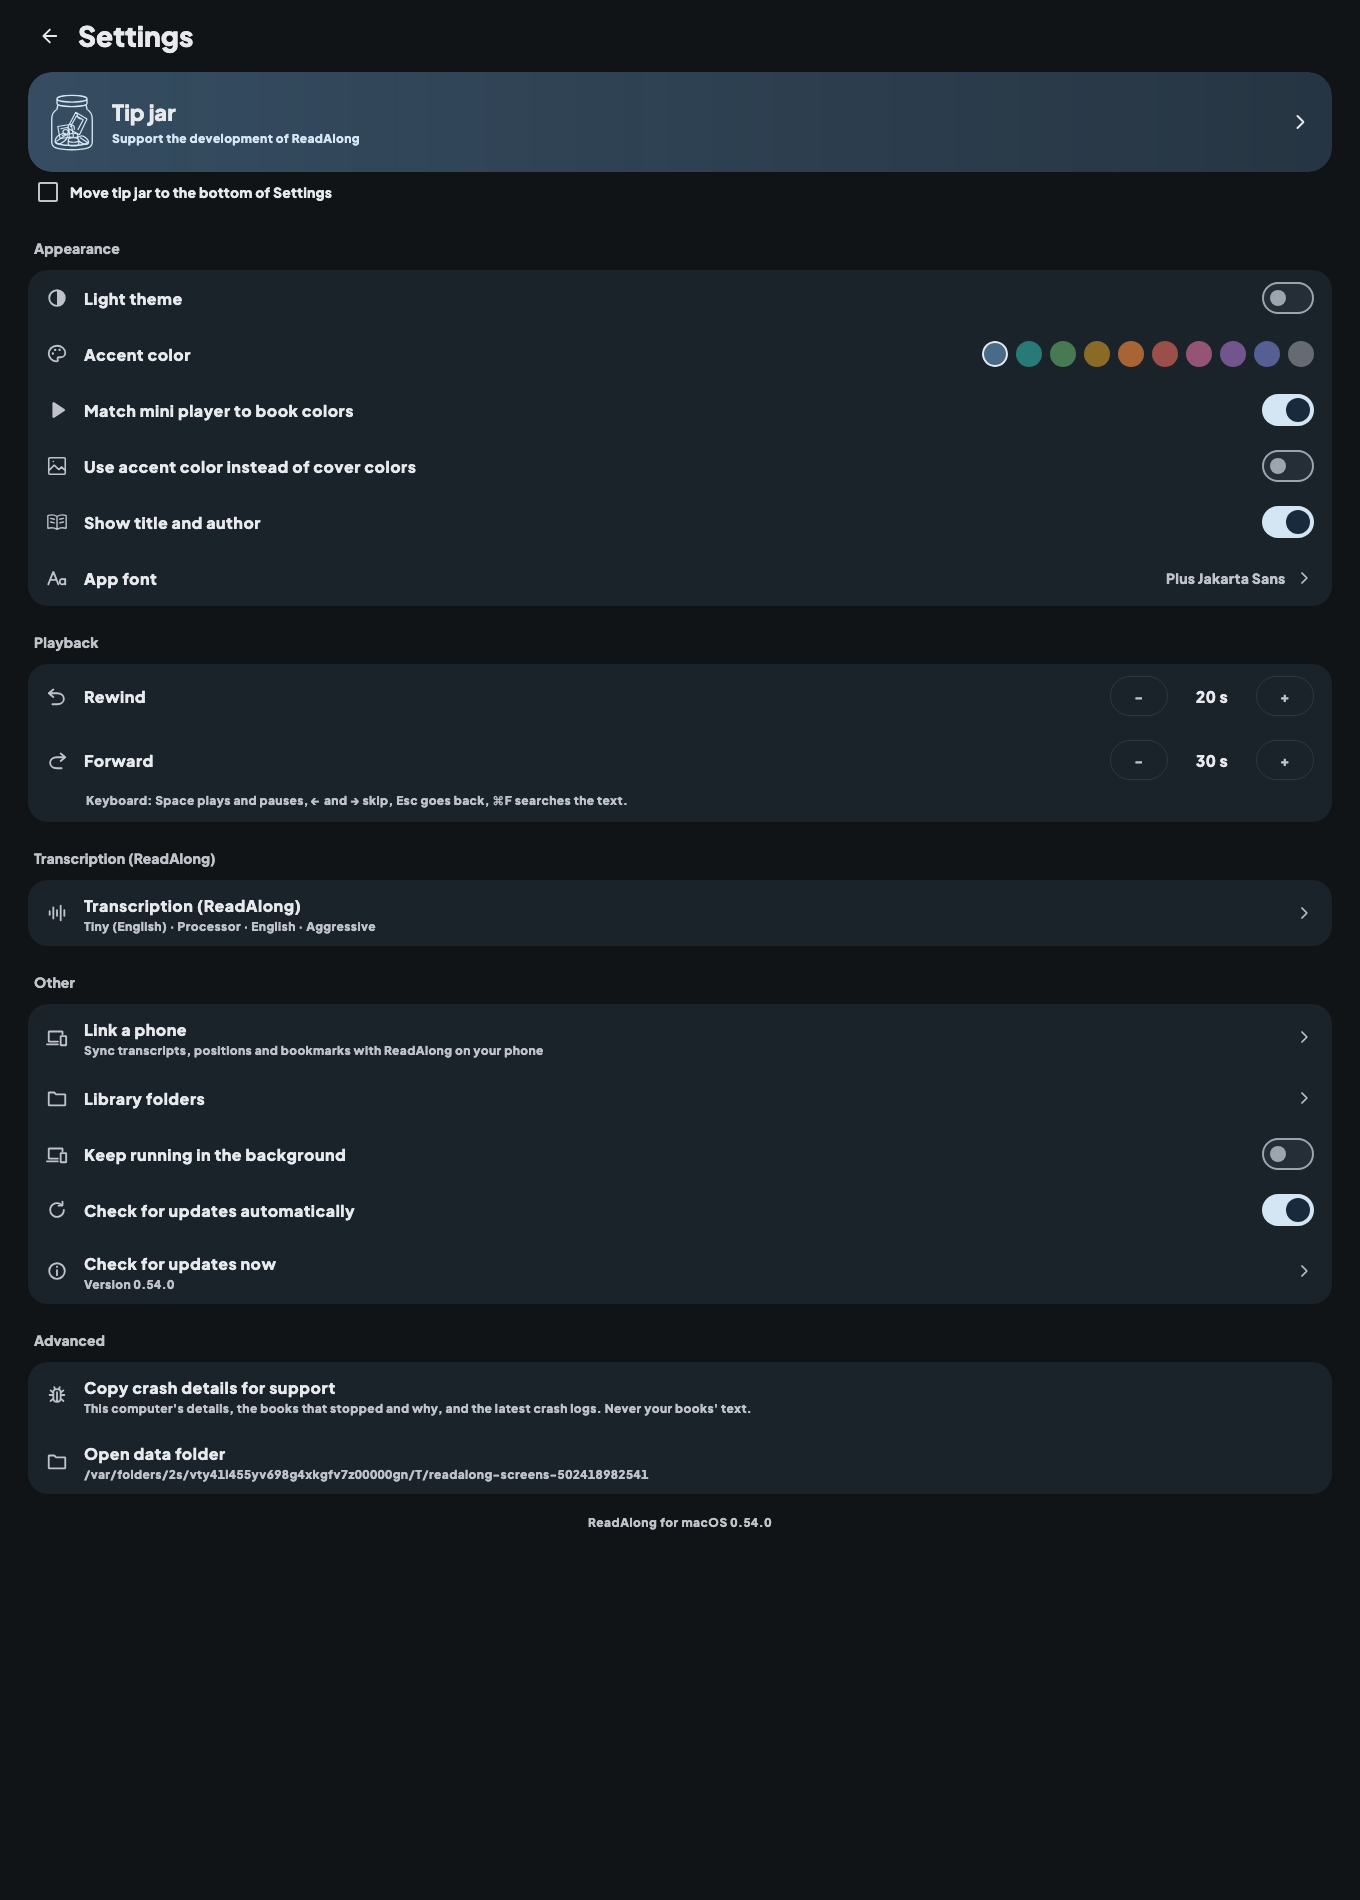 Settings
Tip jar
Support the development of ReadAlong
Move tip jar to the bottom of Settings
Appearance
Light theme
Accent color
Match mini player to book colors
Use accent color instead of cover colors
Show title and author
App font
Plus Jakarta Sans
Playback
Rewind
- 20 s +
Forward
- 30 s +
Keyboard: Space plays and pauses, ← and → skip, Esc goes back, ⌘F searches the text.
Transcription (ReadAlong)
Transcription (ReadAlong)
Tiny (English) · Processor · English · Aggressive
Other
Link a phone
Sync transcripts, positions and bookmarks with ReadAlong on your phone
Library folders
Keep running in the background
Check for updates automatically
Check for updates now
Version 0.54.0
Advanced
Copy crash details for support
This computer's details, the books that stopped and why, and the latest crash logs. Never your books' text.
Open data folder
/var/folders/2s/vty41l455yv698g4xkgfv7z00000gn/T/readalong-screens-502418982541
ReadAlong for macOS 0.54.0